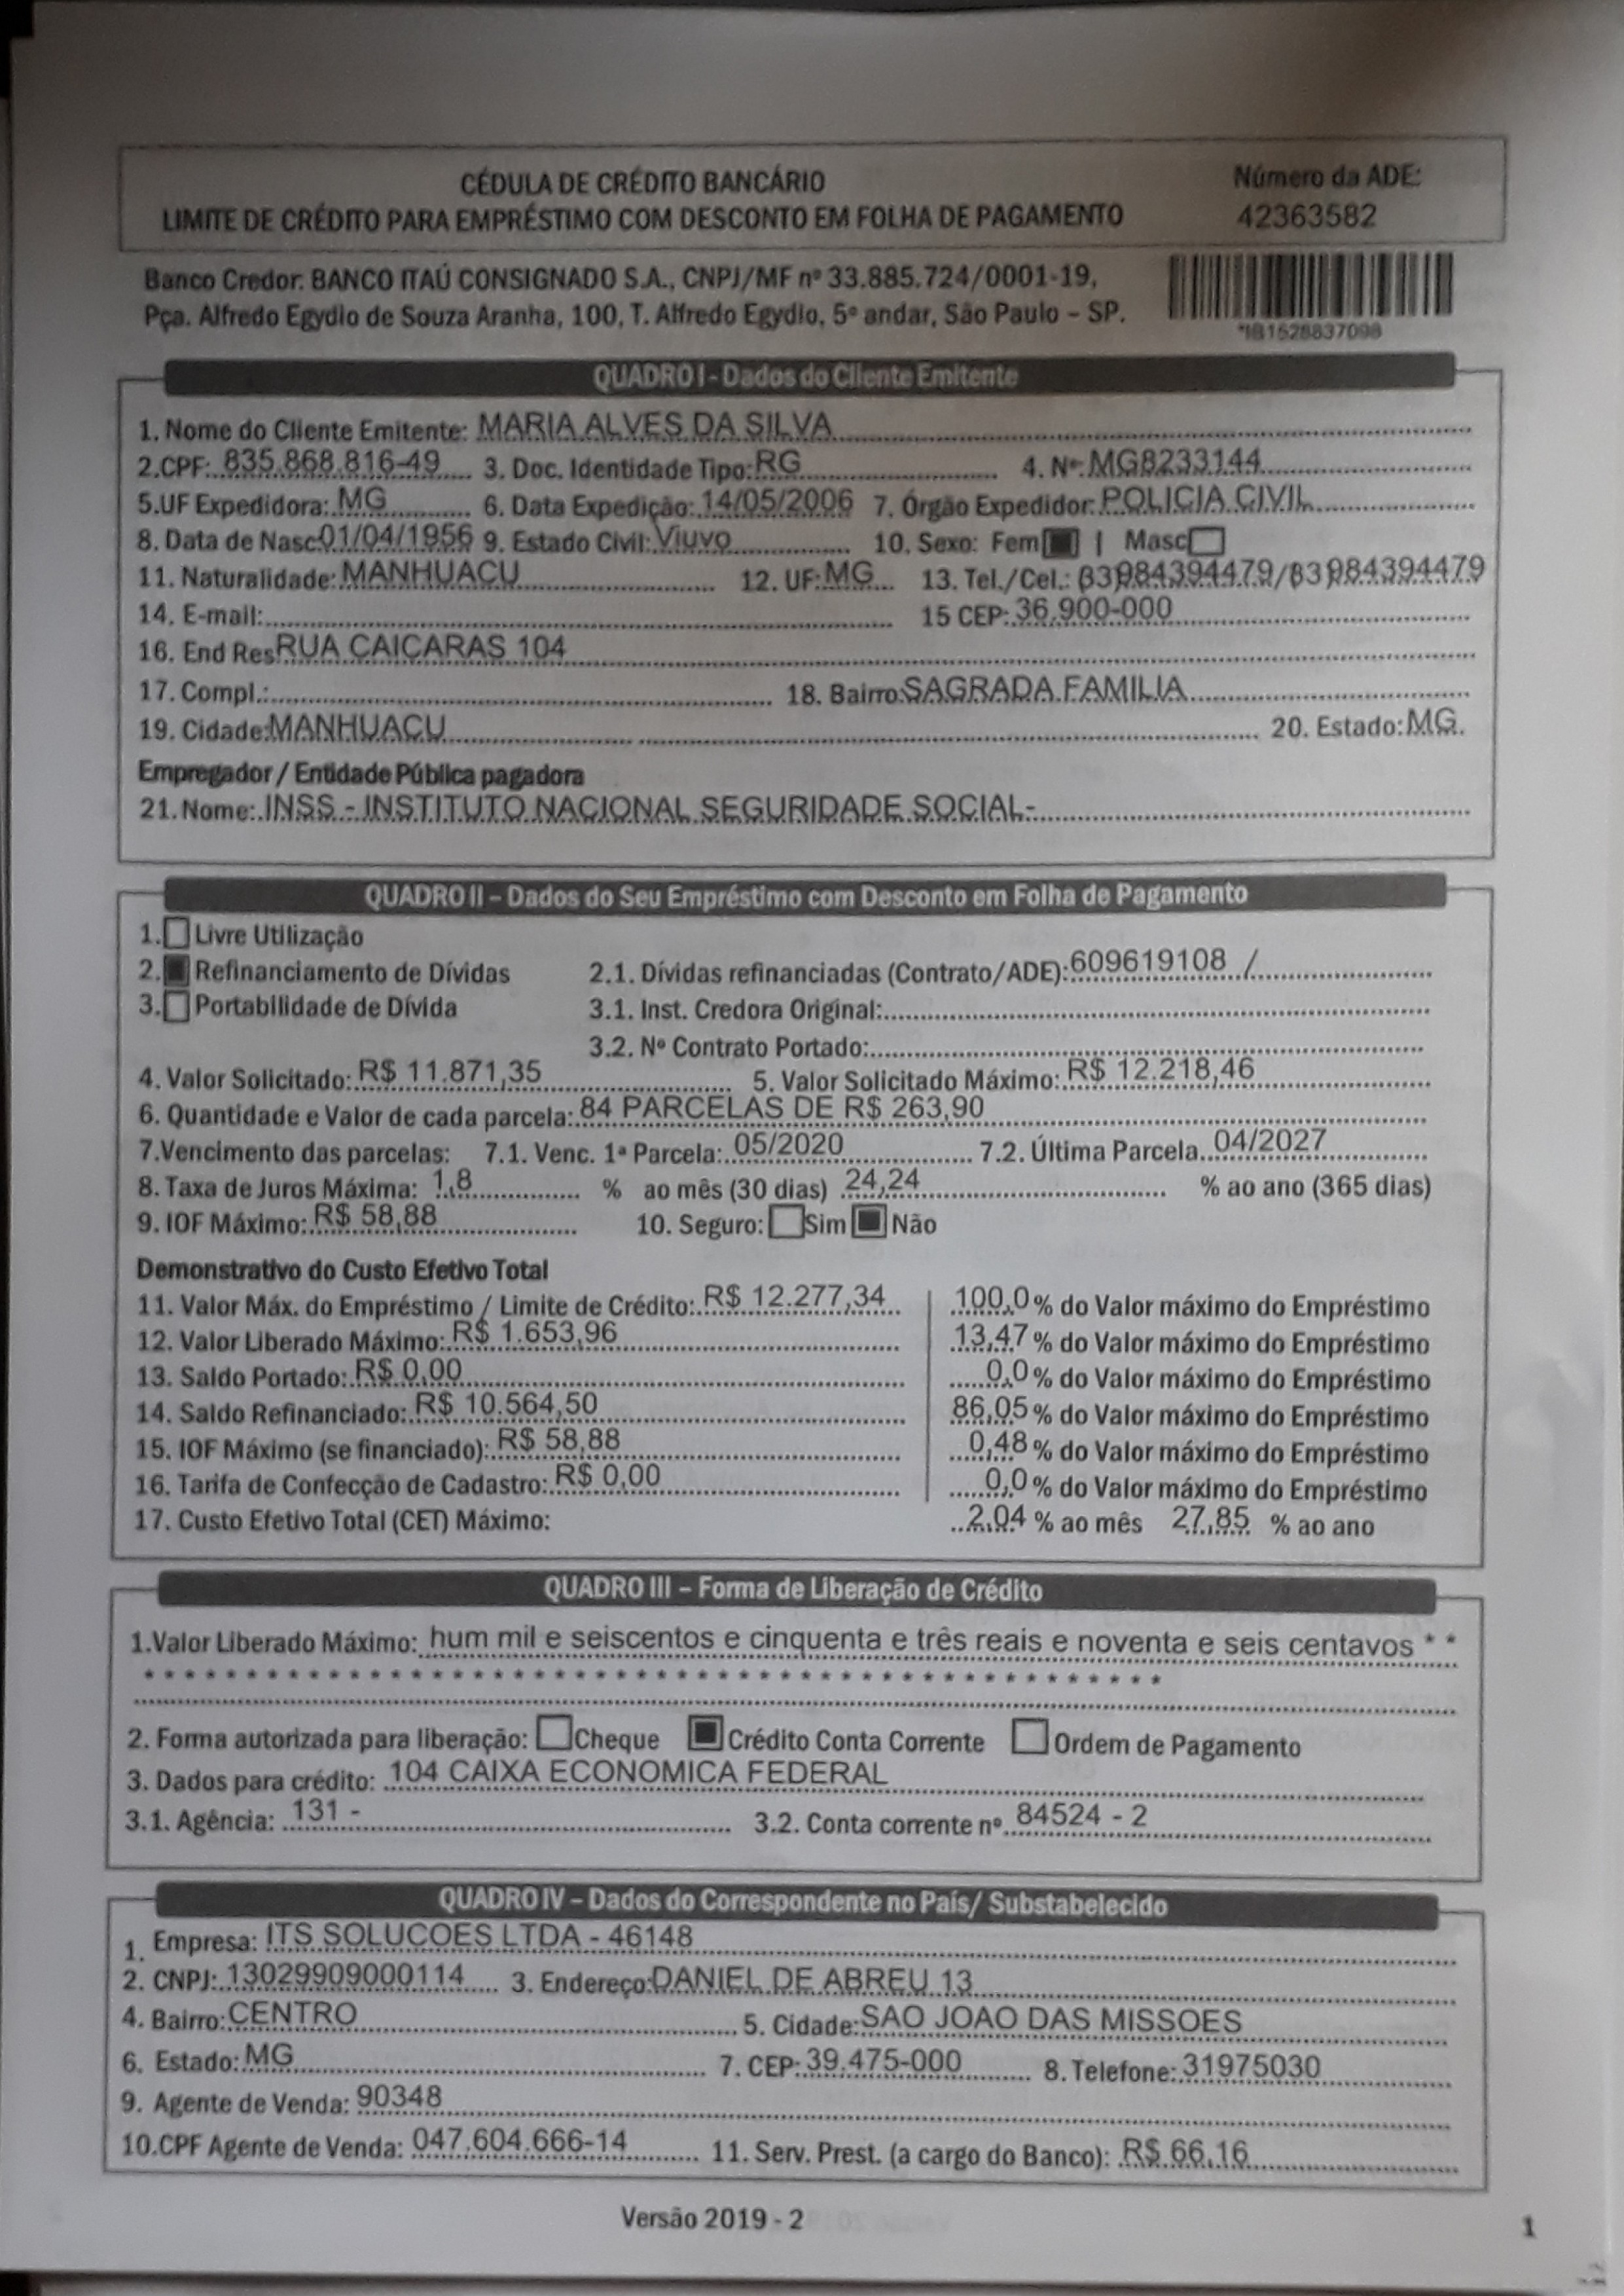 CÉDULA DE CRÉDITO BANCÁRIO
LIMITE DE CRÉDITO PARA EMPRÉSTIMO COM DESCONTO EM FOLHA DE PAGAMENTO
Número da ADE:
42363582
Banco Credor: BANCO ITAÚ CONSIGNADO S.A., CNPJ/MF nº 33.885.724/0001-19,
Pça. Alfredo Egydio de Souza Aranha, 100, T. Alfredo Egydio, 5º andar, São Paulo – SP.
*IB1528837098
QUADRO I - Dados do Cliente Emitente
1. Nome do Cliente Emitente: MARIA ALVES DA SILVA
2.CPF: 835.868.816-49 3. Doc. Identidade Tipo: RG 4. Nº: MG8233144
5.UF Expedidora: MG 6. Data Expedição: 14/05/2006 7. Órgão Expedidor: POLICIA CIVIL
8. Data de Nasc 01/04/1956 9. Estado Civil: Viuvo 10. Sexo: Fem | Masc
11. Naturalidade: MANHUACU 12. UF: MG 13. Tel./Cel.: 83)984394479/83)984394479
14. E-mail: 15 CEP: 36.900-000
16. End Res RUA CAICARAS 104
17. Compl.: 18. Bairro: SAGRADA FAMILIA
19. Cidade: MANHUACU 20. Estado: MG
Empregador / Entidade Pública pagadora
21. Nome: INSS - INSTITUTO NACIONAL SEGURIDADE SOCIAL-
QUADRO II – Dados do Seu Empréstimo com Desconto em Folha de Pagamento
1. Livre Utilização
2. Refinanciamento de Dívidas 2.1. Dívidas refinanciadas (Contrato/ADE): 609619108 /
3. Portabilidade de Dívida 3.1. Inst. Credora Original:
3.2. Nº Contrato Portado:
4. Valor Solicitado: R$ 11.871,35 5. Valor Solicitado Máximo: R$ 12.218,46
6. Quantidade e Valor de cada parcela: 84 PARCELAS DE R$ 263,90
7.Vencimento das parcelas: 7.1. Venc. 1ª Parcela: 05/2020 7.2. Última Parcela 04/2027
8. Taxa de Juros Máxima: 1,8 % ao mês (30 dias) 24,24 % ao ano (365 dias)
9. IOF Máximo: R$ 58,88 10. Seguro: Sim Não
Demonstrativo do Custo Efetivo Total
11. Valor Máx. do Empréstimo / Limite de Crédito: R$ 12.277,34 100,0 % do Valor máximo do Empréstimo
12. Valor Liberado Máximo: R$ 1.653,96 13,47 % do Valor máximo do Empréstimo
13. Saldo Portado: R$ 0,00 0,0 % do Valor máximo do Empréstimo
14. Saldo Refinanciado: R$ 10.564,50 86,05 % do Valor máximo do Empréstimo
15. IOF Máximo (se financiado): R$ 58,88 0,48 % do Valor máximo do Empréstimo
16. Tarifa de Confecção de Cadastro: R$ 0,00 0,0 % do Valor máximo do Empréstimo
17. Custo Efetivo Total (CET) Máximo: 2,04 % ao mês 27,85 % ao ano
QUADRO III – Forma de Liberação de Crédito
1.Valor Liberado Máximo: hum mil e seiscentos e cinquenta e três reais e noventa e seis centavos * *
* * * * * * * * * * * * * * * * * * * * * * * * * * * * * * * * * * * * * * * * * * * * * * * * * * *
2. Forma autorizada para liberação: Cheque Crédito Conta Corrente Ordem de Pagamento
3. Dados para crédito: 104 CAIXA ECONOMICA FEDERAL
3.1. Agência: 131 - 3.2. Conta corrente nº 84524 - 2
QUADRO IV – Dados do Correspondente no País/ Substabelecido
1. Empresa: ITS SOLUCOES LTDA - 46148
2. CNPJ: 13029909000114 3. Endereço: DANIEL DE ABREU 13
4. Bairro: CENTRO 5. Cidade: SAO JOAO DAS MISSOES
6. Estado: MG 7. CEP: 39.475-000 8. Telefone: 31975030
9. Agente de Venda: 90348
10.CPF Agente de Venda: 047.604.666-14 11. Serv. Prest. (a cargo do Banco): R$ 66,16
Versão 2019 - 2
1